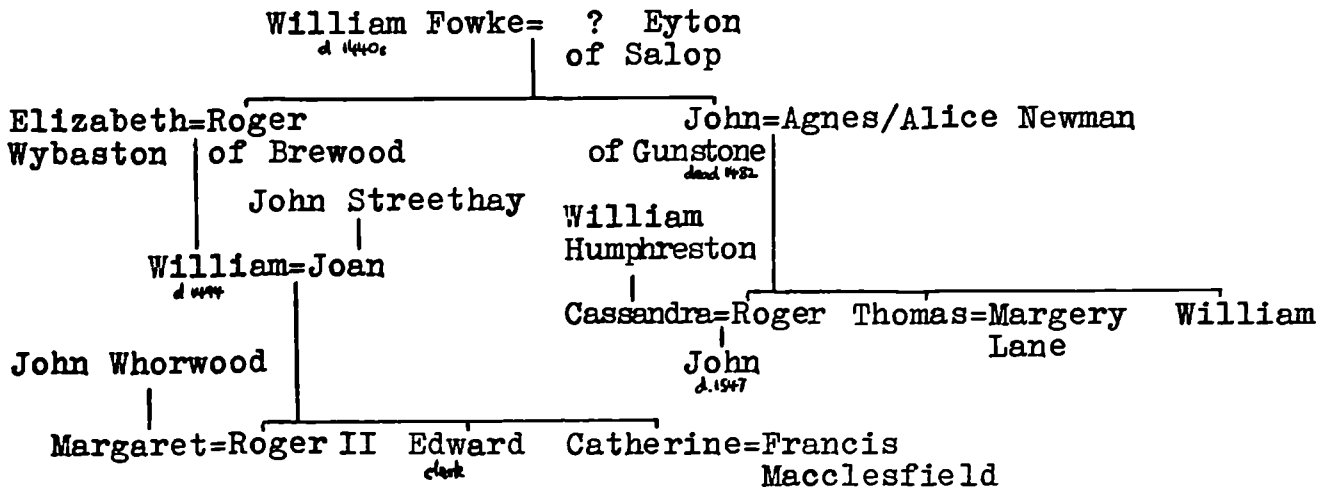 William Fowke= ? Eyton
d 1440s of Salop
Elizabeth=Roger John=Agnes/Alice Newman
Wybaston of Brewood of Gunstone
dead 1482
John Streethay William
Humphreston
William=Joan
d 1494
Cassandra=Roger Thomas=Margery William
Lane
John Whorwood John
d.1547
Margaret=Roger II Edward Catherine=Francis
clerk Macclesfield